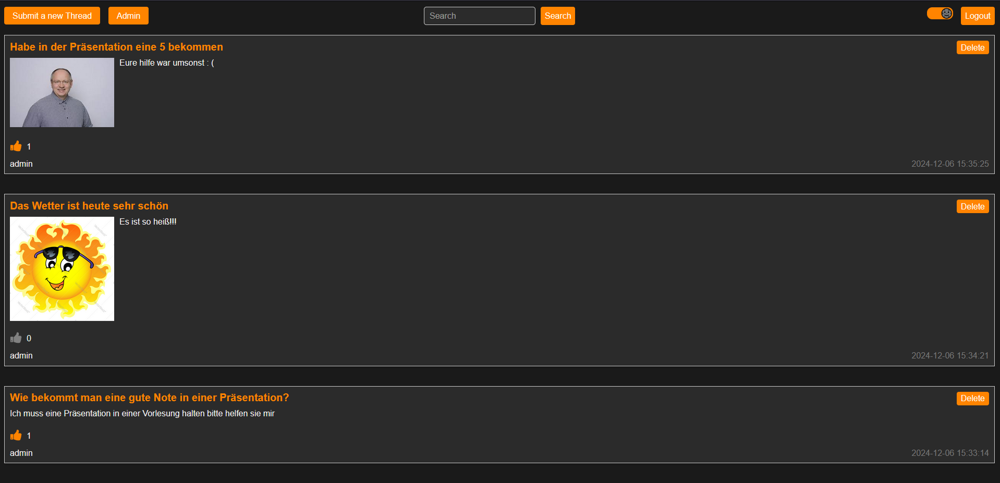 Submit a new Thread Admin Search Search Logout
Habe in der Präsentation eine 5 bekommen Delete
Eure hilfe war umsonst : (
1
admin 2024-12-06 15:35:25
Das Wetter ist heute sehr schön Delete
Es ist so heiß!!!
0
admin 2024-12-06 15:34:21
Wie bekommt man eine gute Note in einer Präsentation? Delete
Ich muss eine Präsentation in einer Vorlesung halten bitte helfen sie mir
1
admin 2024-12-06 15:33:14